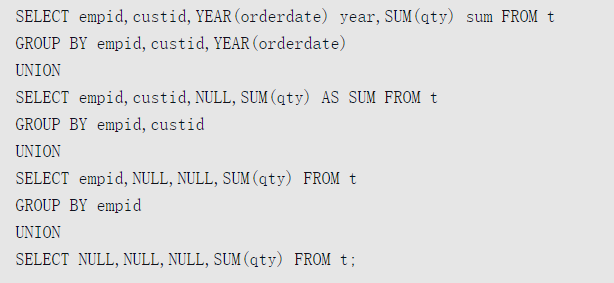 SELECT empid,custid,YEAR(orderdate) year,SUM(qty) sum FROM t
GROUP BY empid,custid,YEAR(orderdate)
UNION
SELECT empid,custid,NULL,SUM(qty) AS SUM FROM t
GROUP BY empid,custid
UNION
SELECT empid,NULL,NULL,SUM(qty) FROM t
GROUP BY empid
UNION
SELECT NULL,NULL,NULL,SUM(qty) FROM t;